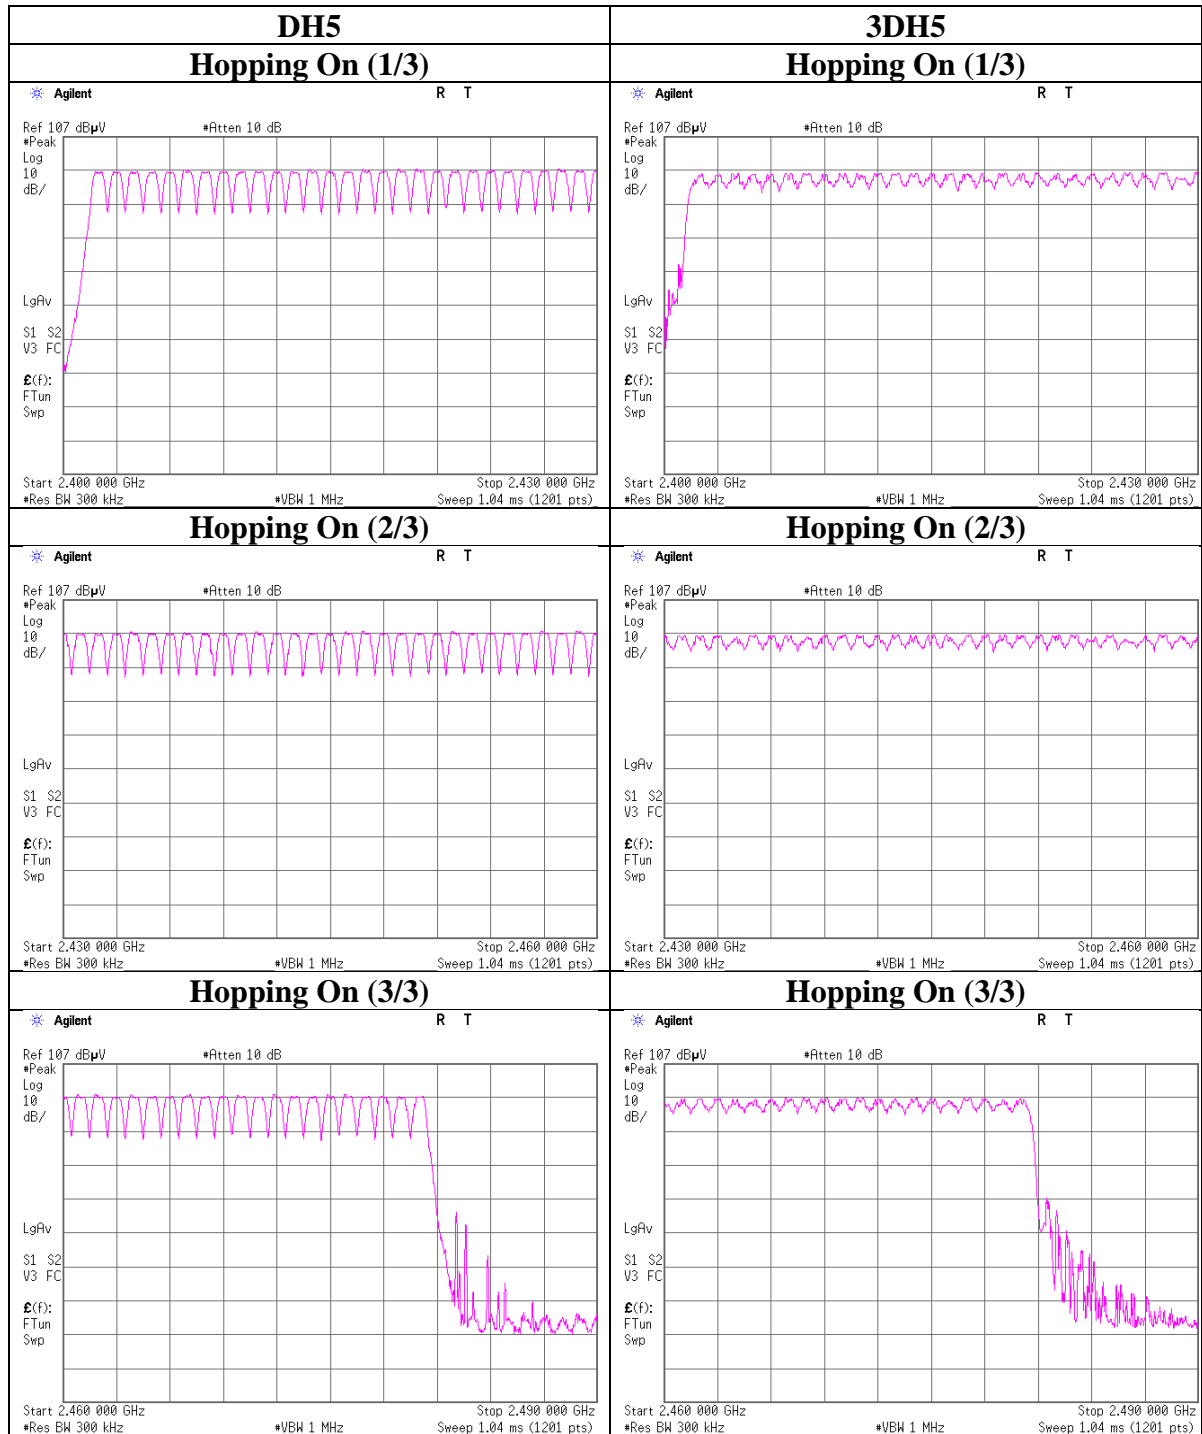 DH5
3DH5
Hopping On (1/3)
Hopping On (1/3)
Agilent
R T
Ref 107 dBµV
#Atten 10 dB
#Peak
Log
10
dB/
LgAv
S1 S2
V3 FC
£(f):
FTun
Swp
Start 2.400 000 GHz
Stop 2.430 000 GHz
#Res BW 300 kHz
#VBW 1 MHz
Sweep 1.04 ms (1201 pts)
Agilent
R T
Ref 107 dBµV
#Atten 10 dB
#Peak
Log
10
dB/
LgAv
S1 S2
V3 FC
£(f):
FTun
Swp
Start 2.400 000 GHz
Stop 2.430 000 GHz
#Res BW 300 kHz
#VBW 1 MHz
Sweep 1.04 ms (1201 pts)
Hopping On (2/3)
Hopping On (2/3)
Agilent
R T
Ref 107 dBµV
#Atten 10 dB
#Peak
Log
10
dB/
LgAv
S1 S2
V3 FC
£(f):
FTun
Swp
Start 2.430 000 GHz
Stop 2.460 000 GHz
#Res BW 300 kHz
#VBW 1 MHz
Sweep 1.04 ms (1201 pts)
Agilent
R T
Ref 107 dBµV
#Atten 10 dB
#Peak
Log
10
dB/
LgAv
S1 S2
V3 FC
£(f):
FTun
Swp
Start 2.430 000 GHz
Stop 2.460 000 GHz
#Res BW 300 kHz
#VBW 1 MHz
Sweep 1.04 ms (1201 pts)
Hopping On (3/3)
Hopping On (3/3)
Agilent
R T
Ref 107 dBµV
#Atten 10 dB
#Peak
Log
10
dB/
LgAv
S1 S2
V3 FC
£(f):
FTun
Swp
Start 2.460 000 GHz
Stop 2.490 000 GHz
#Res BW 300 kHz
#VBW 1 MHz
Sweep 1.04 ms (1201 pts)
Agilent
R T
Ref 107 dBµV
#Atten 10 dB
#Peak
Log
10
dB/
LgAv
S1 S2
V3 FC
£(f):
FTun
Swp
Start 2.460 000 GHz
Stop 2.490 000 GHz
#Res BW 300 kHz
#VBW 1 MHz
Sweep 1.04 ms (1201 pts)